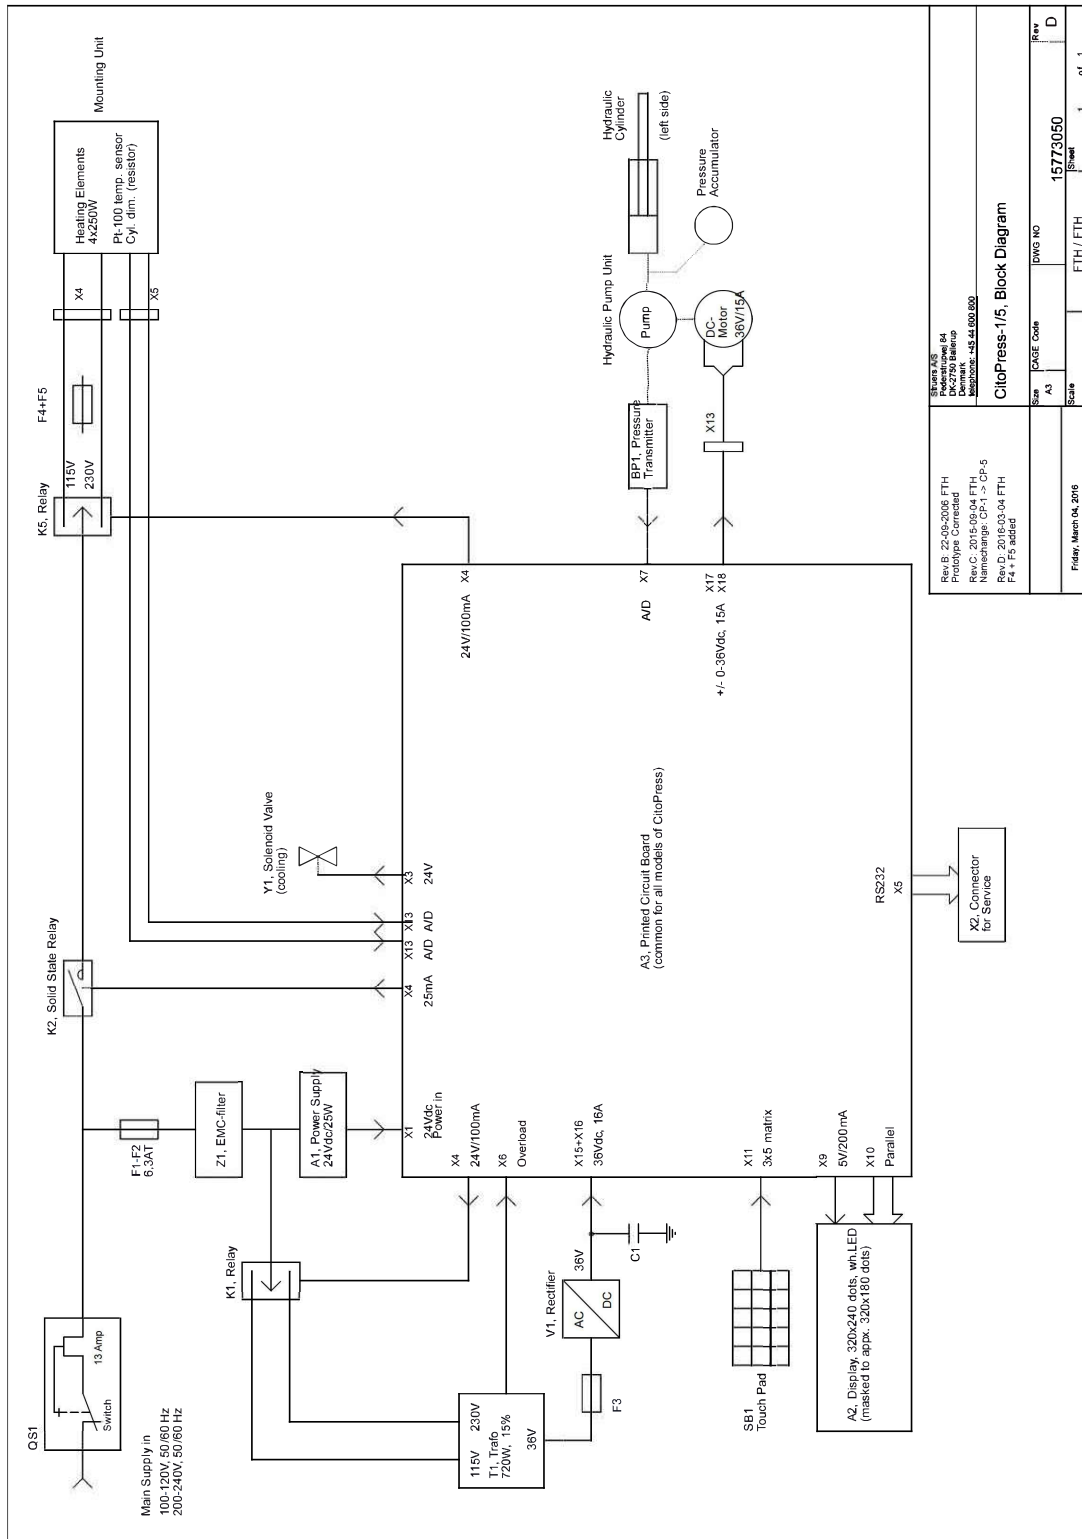 QS1
13 Amp
Switch
Main Supply in
100-120V, 50/60 Hz
200-240V, 50/60 Hz
F1-F2
6.3AT
Z1, EMC-filter
A1, Power Supply
24Vdc/25W
K2, Solid State Relay
K5, Relay
115V
230V
F4+F5
X4
X5
Mounting Unit
Heating Elements
4x250W
Pt-100 temp. sensor
Cyl. dim. (resistor)
K1, Relay
115V
230V
T1, Trafo
720W, 15%
36V
F3
V1, Rectifier
AC
DC
36V
C1
Y1, Solenoid Valve
(cooling)
X1
24Vdc
Power in
X4
25mA
X13
A/D
X13
A/D
X3
24V
X4
24V/100mA
X6
Overload
X15+X16
36Vdc, 16A
X11
3x5 matrix
X9
5V/200mA
X10
Parallel
A3, Printed Circuit Board
(common for all models of CitoPress)
X4
24V/100mA
X7
A/D
X17
X18
+/- 0-36Vdc, 15A
RS232
X5
X2, Connector
for Service
SB1
Touch Pad
A2, Display, 320x240 dots, wh.LED
(masked to appx. 320x180 dots)
BP1, Pressure
Transmitter
X13
Hydraulic Pump Unit
Pump
DC-
Motor
36V/15A
Hydraulic
Cylinder
(left side)
Pressure
Accumulator
Rev.B: 22-09-2006 FTH
Prototype Corrected
Rev.C: 2015-09-04 FTH
Namechange: CP-1 -> CP-5
Rev.D: 2016-03-04 FTH
F4 + F5 added
Friday, March 04, 2016
Struers A/S
Pederstrupvej 84
DK-2750 Ballerup
Denmark
telephone: +45 44 600 800
CitoPress-1/5, Block Diagram
Size
A3
CAGE Code
DWG NO
15773050
Rev
D
Scale
FTH / FTH
Sheet
1 of 1